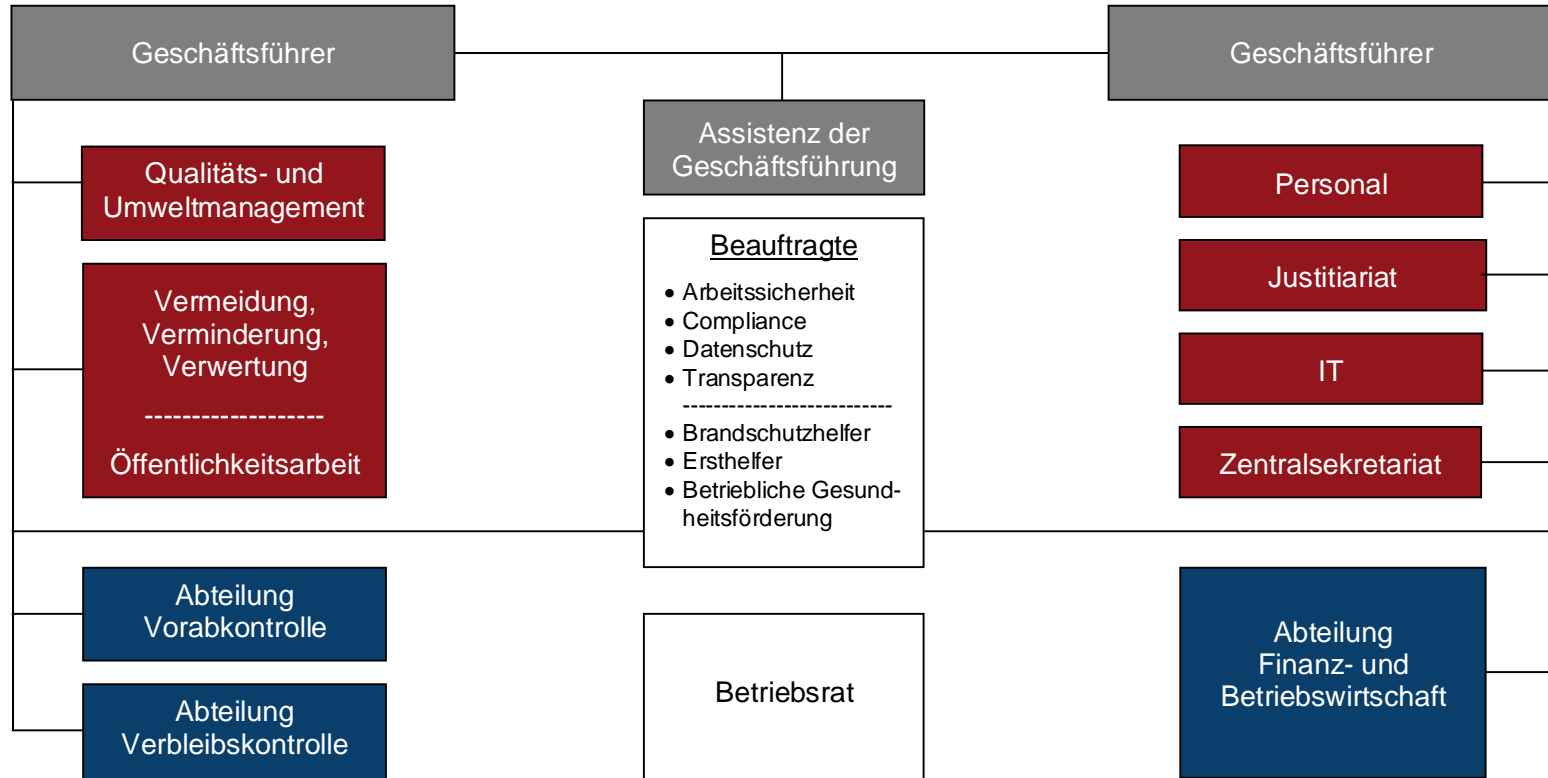 Geschäftsführer
Geschäftsführer
Assistenz der
Geschäftsführung
Qualitäts- und
Umweltmanagement
Vermeidung,
Verminderung,
Verwertung
-------------------
Öffentlichkeitsarbeit
Beauftragte
• Arbeitssicherheit
• Compliance
• Datenschutz
• Transparenz
---------------------------
• Brandschutzhelfer
• Ersthelfer
• Betriebliche Gesund-
heitsförderung
Personal
Justitiariat
IT
Zentralsekretariat
Abteilung
Vorabkontrolle
Abteilung
Verbleibskontrolle
Betriebsrat
Abteilung
Finanz- und
Betriebswirtschaft